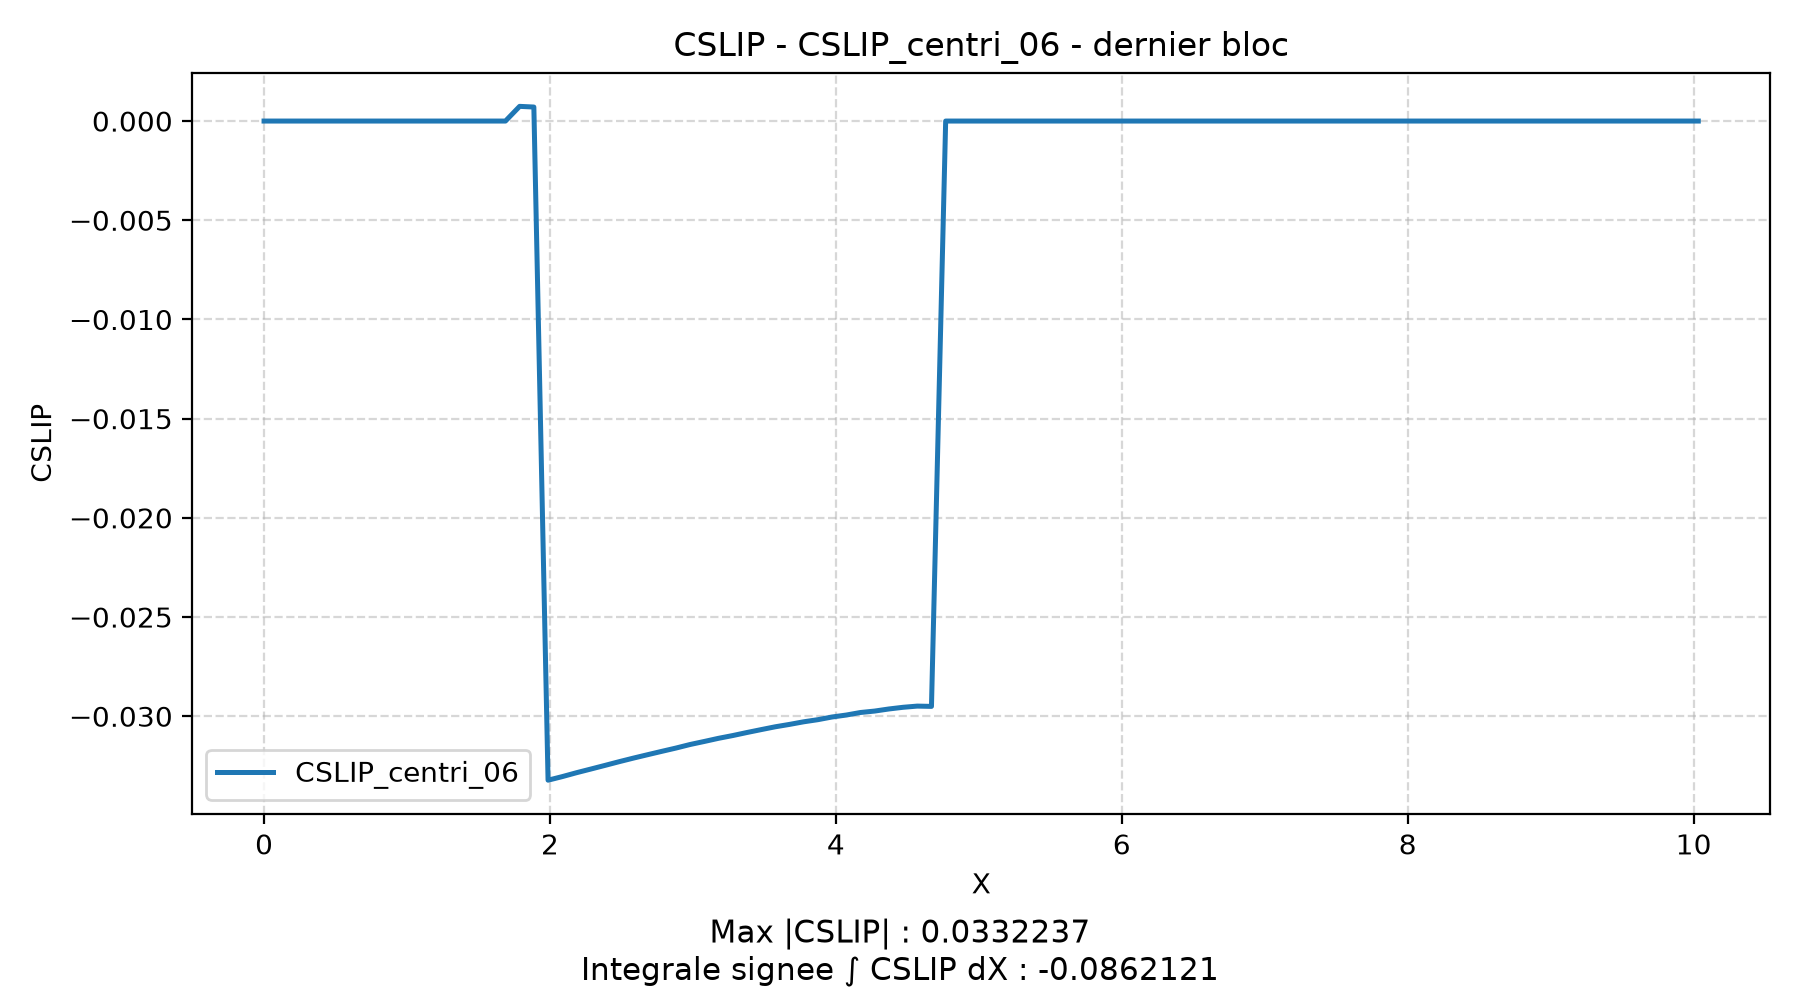 CSLIP - CSLIP_centri_06 - dernier bloc
0.000
−0.005
−0.010
−0.015
−0.020
−0.025
−0.030
CSLIP
CSLIP_centri_06
0 2 4 6 8 10
X
Max |CSLIP| : 0.0332237
Integrale signee ∫ CSLIP dX : -0.0862121